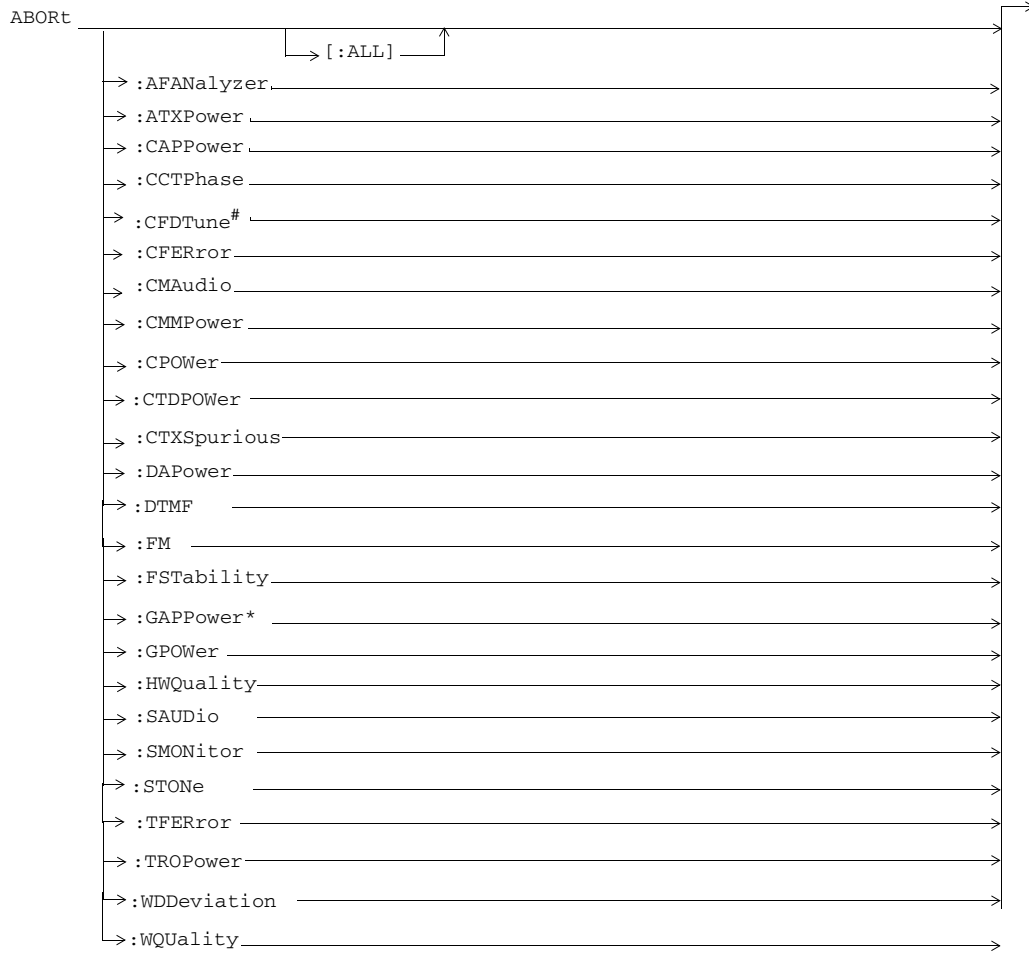 ABORt
[:ALL]
:AFANalyzer
:ATXPower
:CAPPower
:CCTPhase
:CFDTune#
:CFERror
:CMAudio
:CMMPower
:CPOWer
:CTDPOWer
:CTXSpurious
:DAPower
:DTMF
:FM
:FSTability
:GAPPower*
:GPOWer
:HWQuality
:SAUDio
:SMONitor
:STONe
:TFERror
:TROPower
:WDDeviation
:WQUality